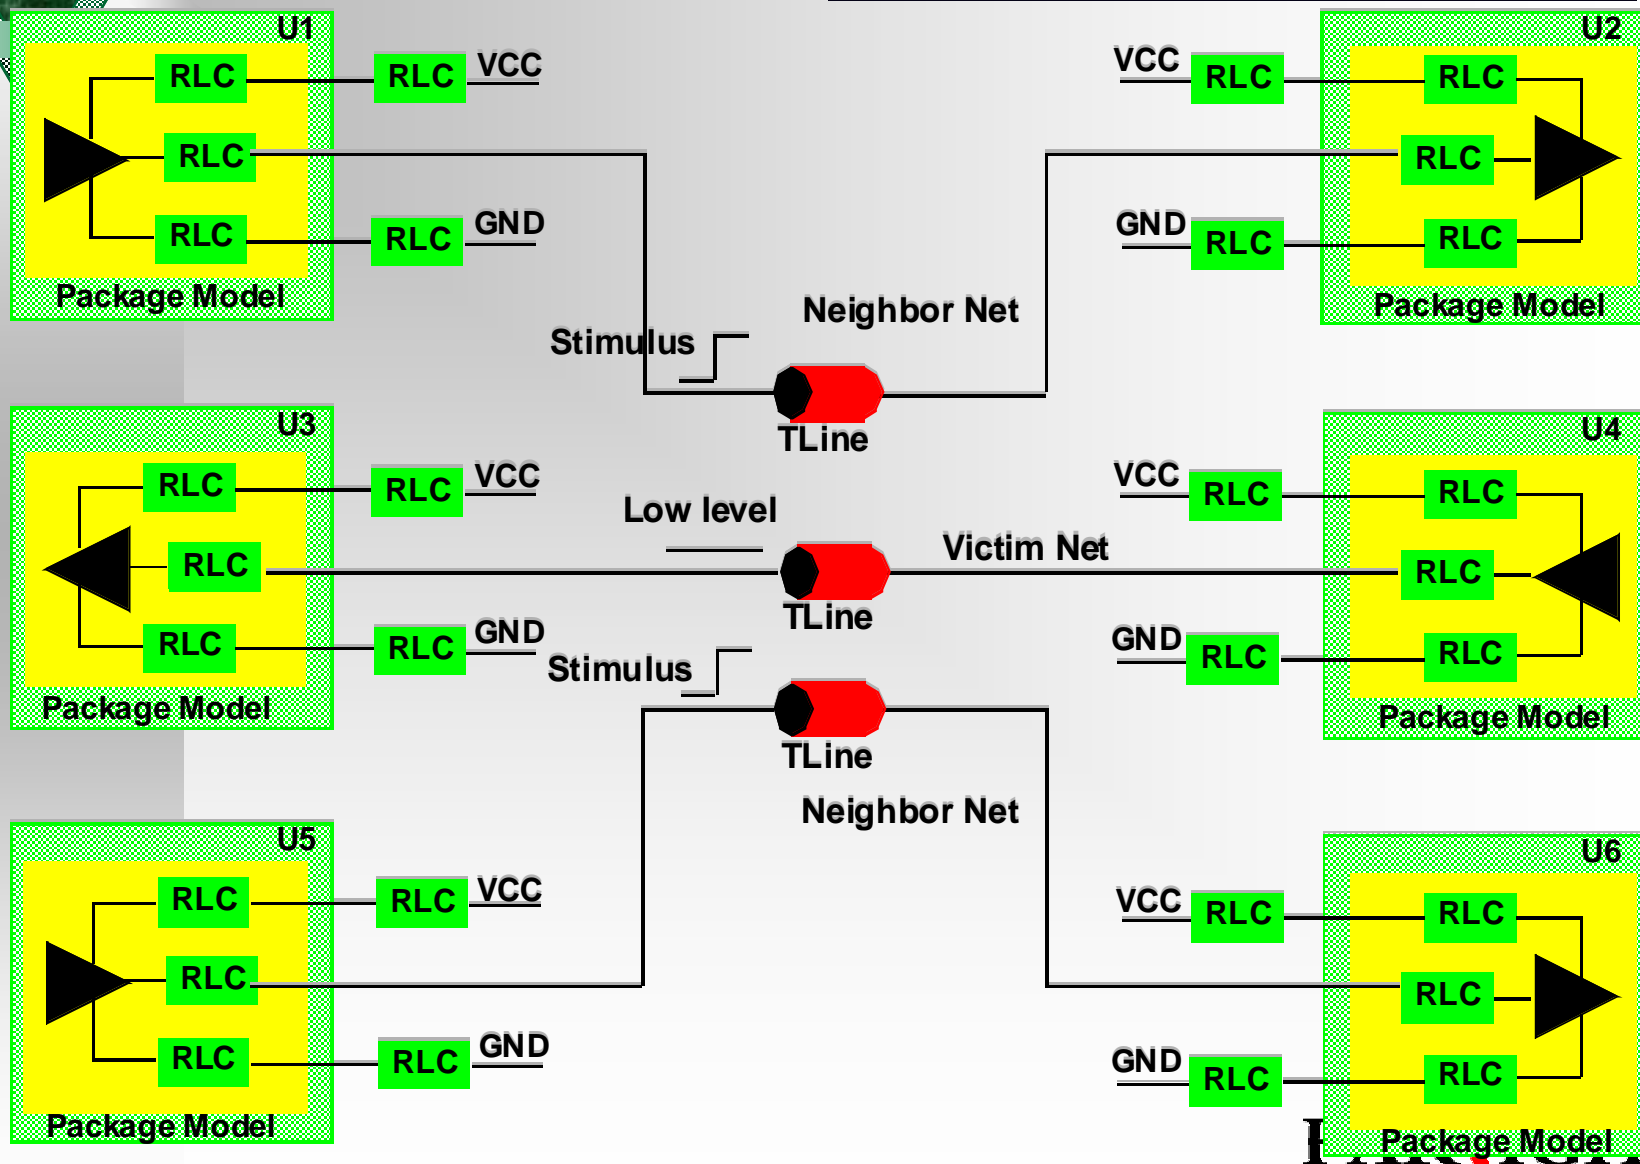 U1
RLC RLC VCC
RLC
RLC RLC GND
Package Model
U2
VCC RLC RLC
RLC
GND RLC RLC
Package Model
Neighbor Net
Stimulus
TLine
U3
RLC RLC VCC
RLC
RLC RLC GND
Package Model
Low level
Victim Net
TLine
U4
VCC RLC RLC
RLC
GND RLC RLC
Package Model
Stimulus
TLine
Neighbor Net
U5
RLC RLC VCC
RLC
RLC RLC GND
Package Model
U6
VCC RLC RLC
RLC
GND RLC RLC
Package Model